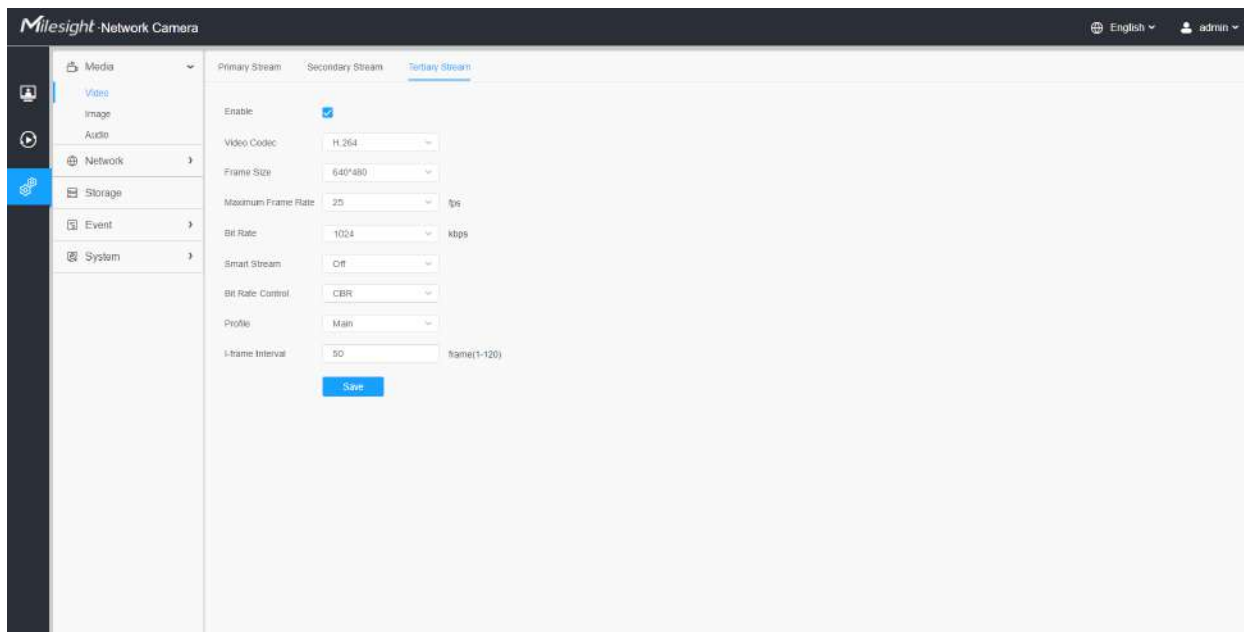 Milesight Network Camera
English
admin
Media
Video
Image
Audio
Network
Storage
Event
System
Primary Stream Secondary Stream Tertiary Stream
Enable
Video Codec H.264
Frame Size 640*480
Maximum Frame Rate 25 fps
Bit Rate 1024 kbps
Smart Stream Off
Bit Rate Control CBR
Profile Main
I-frame Interval 50 frame(1-120)
Save